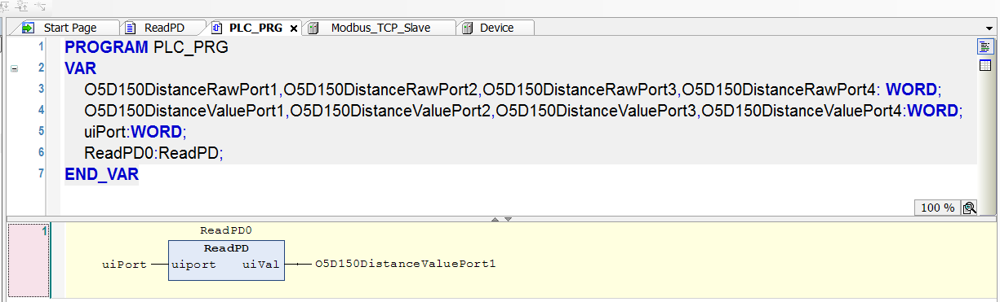 Start Page ReadPD PLC_PRG Modbus_TCP_Slave Device
1 PROGRAM PLC_PRG
2 VAR
3 O5D150DistanceRawPort1,O5D150DistanceRawPort2,O5D150DistanceRawPort3,O5D150DistanceRawPort4: WORD;
4 O5D150DistanceValuePort1,O5D150DistanceValuePort2,O5D150DistanceValuePort3,O5D150DistanceValuePort4:WORD;
5 uiPort:WORD;
6 ReadPD0:ReadPD;
7 END_VAR
100 %
1 ReadPD0
ReadPD
uiPort uiport uiVal O5D150DistanceValuePort1